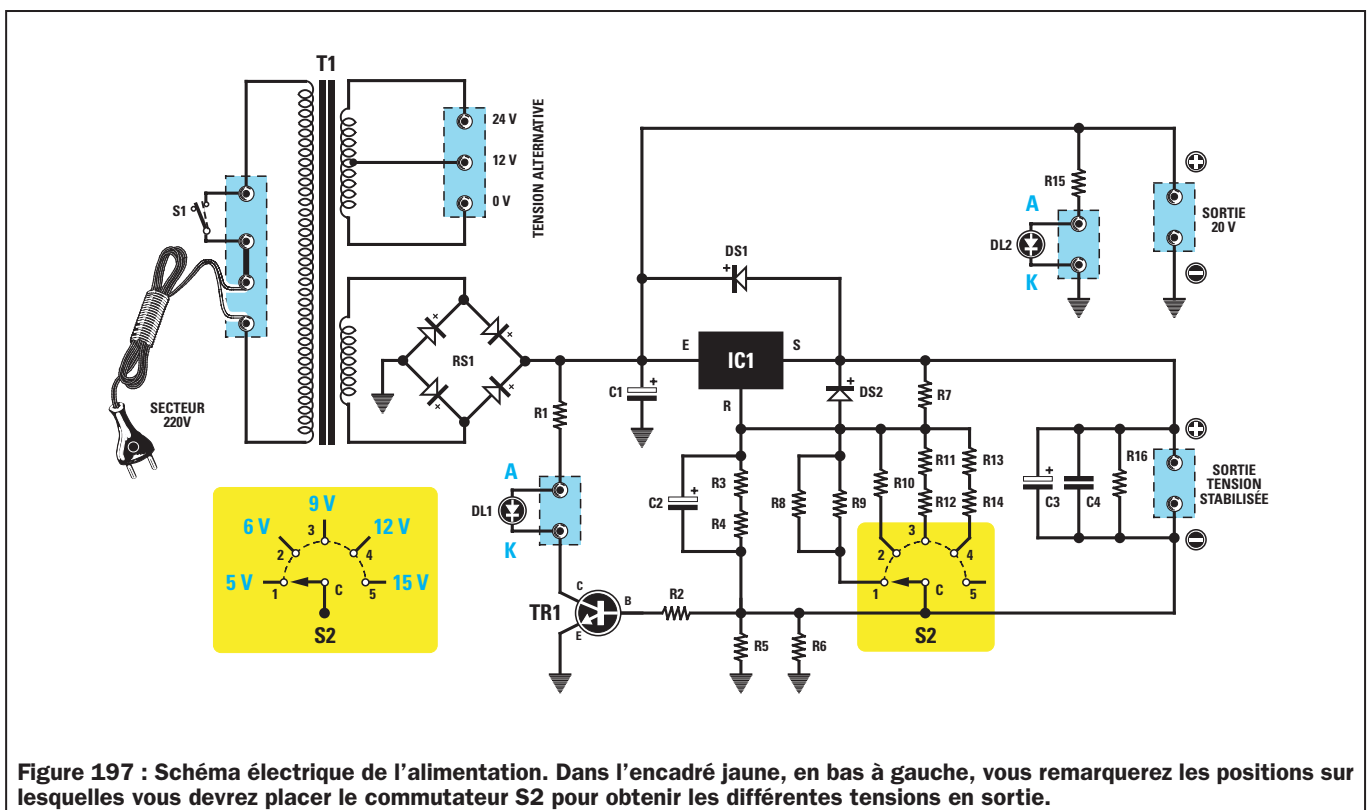 T1
24 V
12 V
0 V
TENSION ALTERNATIVE
S1
SECTEUR
220V
RS1
R1
A
DL1
K
C
B
E
TR1
R2
C1
+
E
IC1
S
R
DS1
+
DS2
+
R7
C2
+
R3
R4
R5
R6
R8
R9
R10
R11
R12
R13
R14
1
2
3
4
5
C
S2
R15
A
DL2
K
+
SORTIE
20 V
-
C3
+
C4
R16
+
SORTIE
TENSION
STABILISÉE
-
5 V
6 V
9 V
12 V
15 V
1
2
3
4
5
C
S2
Figure 197 : Schéma électrique de l'alimentation. Dans l'encadré jaune, en bas à gauche, vous remarquerez les positions sur
lesquelles vous devrez placer le commutateur S2 pour obtenir les différentes tensions en sortie.